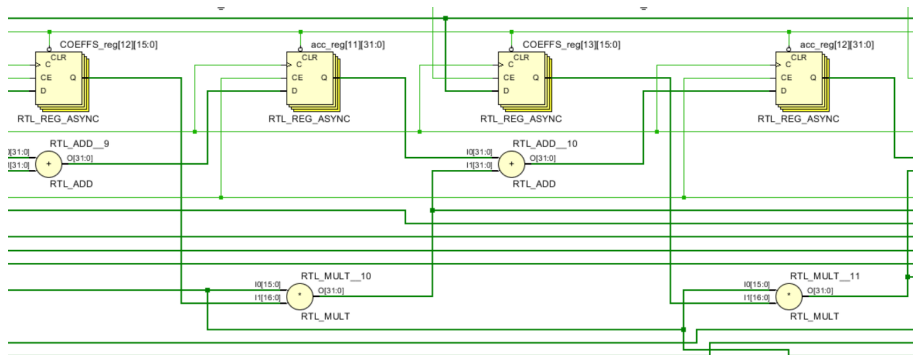 COEFFS_reg[12][15:0]
acc_reg[11][31:0]
COEFFS_reg[13][15:0]
acc_reg[12][31:0]
CLR
C
CE
Q
D
RTL_REG_ASYNC
CLR
C
CE
Q
D
RTL_REG_ASYNC
CLR
C
CE
Q
D
RTL_REG_ASYNC
CLR
C
CE
Q
D
RTL_REG_ASYNC
RTL_ADD__9
[31:0]
[31:0]
+
O[31:0]
RTL_ADD
RTL_ADD__10
I0[31:0]
I1[31:0]
+
O[31:0]
RTL_ADD
RTL_MULT__10
I0[15:0]
I1[16:0]
*
O[31:0]
RTL_MULT
RTL_MULT__11
I0[15:0]
I1[16:0]
*
O[31:0]
RTL_MULT